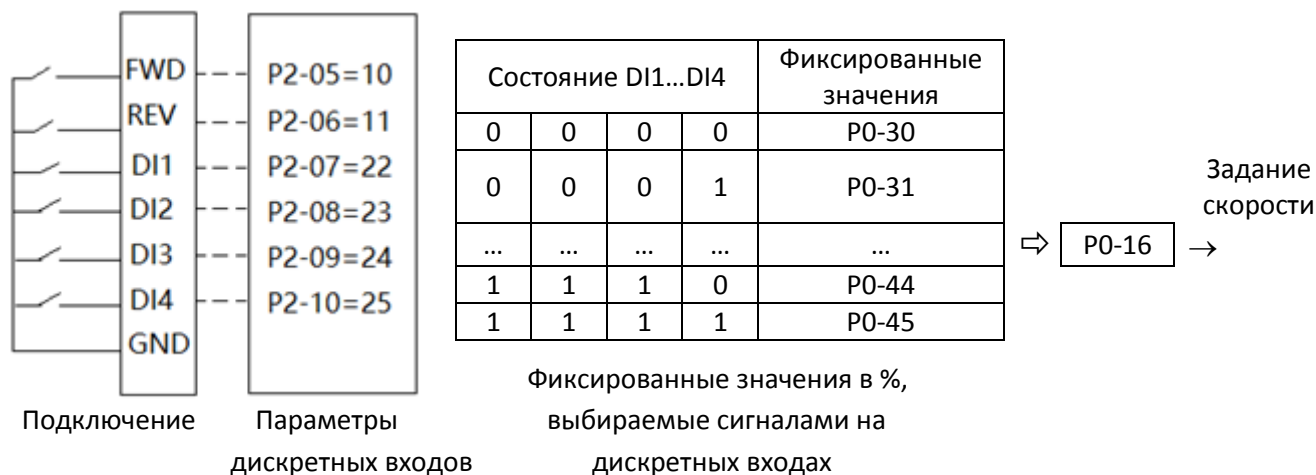 FWD
REV
DI1
DI2
DI3
DI4
GND
P2-05=10
P2-06=11
P2-07=22
P2-08=23
P2-09=24
P2-10=25
Состояние DI1...DI4
Фиксированные
значения
0 0 0 0 P0-30
0 0 0 1 P0-31
... ... ... ... ...
1 1 1 0 P0-44
1 1 1 1 P0-45
⇨ P0-16 →
Задание
скорости
Подключение
Параметры
дискретных входов
Фиксированные значения в %,
выбираемые сигналами на
дискретных входах